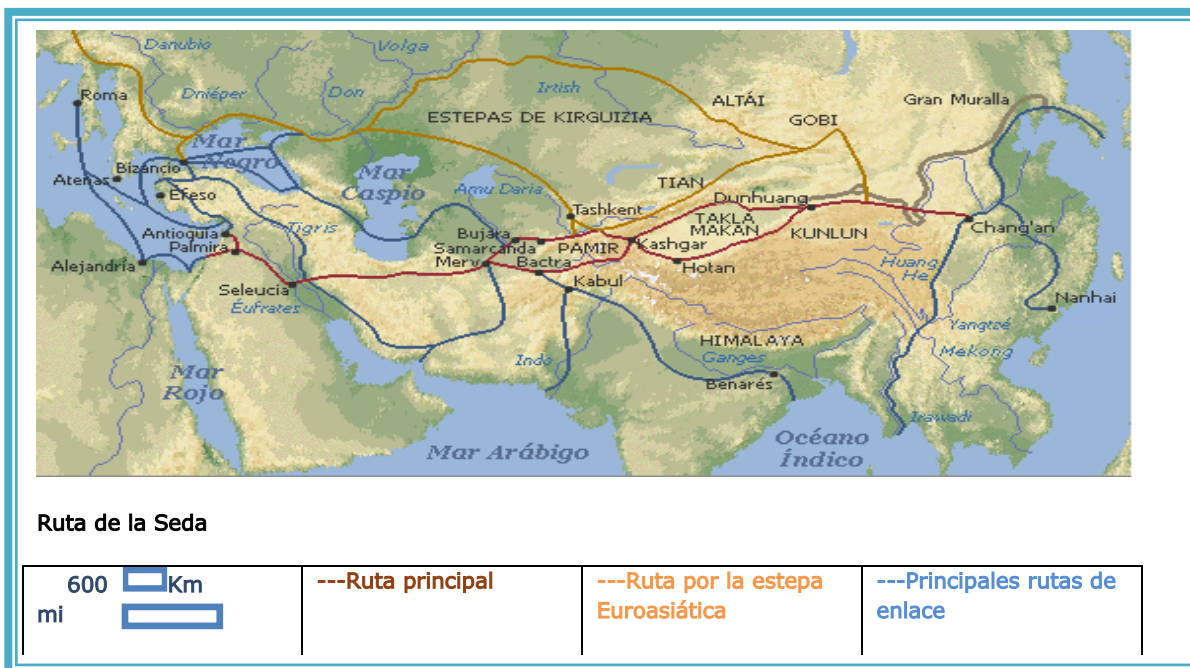 Danubio
Volga
Roma
Dniéper
Don
Irtish
ALTÁI
Gran Muralla
ESTEPAS DE KIRGUIZIA
GOBI
Mar
Negro
Bizancio
Mar
Caspio
Atenas
Efeso
Amu Daria
TIAN
Dunhuang
Tashkent
TAKLA
MAKAN
Antioquía
Tigris
Bujara
Palmira
Samarcanda
PAMIR
Kashgar
KUNLUN
Chang'an
Alejandría
Merv
Bactra
Hotan
Huang
He
Seleucia
Kabul
Éufrates
Nanhai
Yangtzé
HIMALAYA
Indo
Ganges
Mekong
Mar
Rojo
Benarés
Irawadi
Mar Arábigo
Océano
Índico
Ruta de la Seda
600 Km
mi
---Ruta principal
---Ruta por la estepa
Euroasiática
---Principales rutas de
enlace